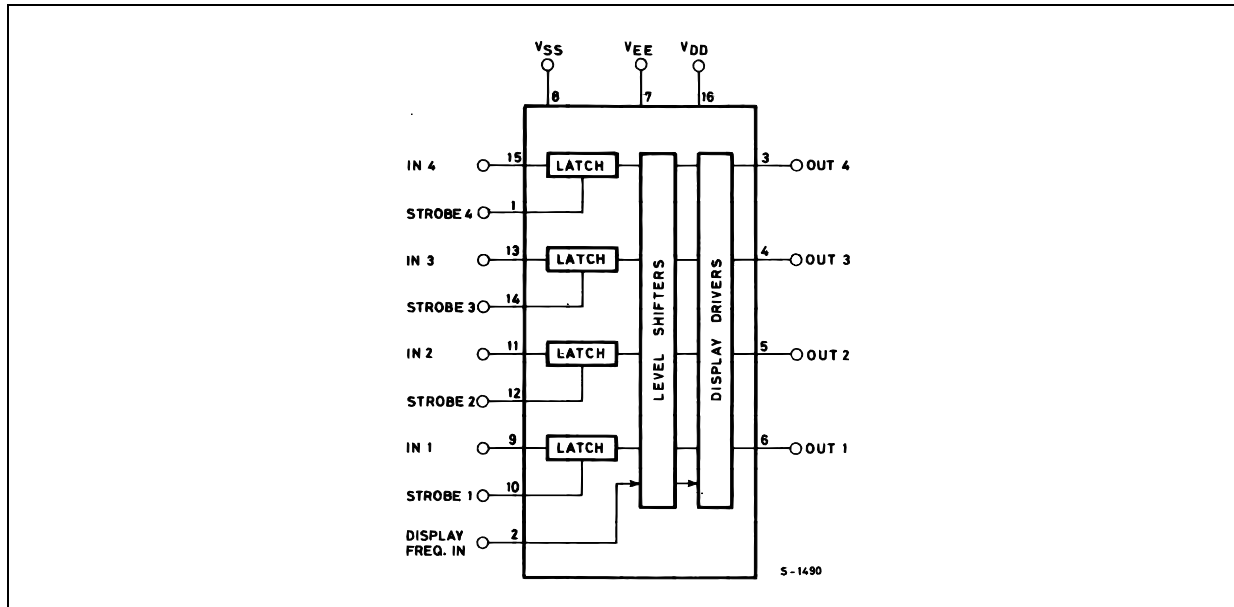 VSS VEE VDD
8 7 16
IN 4 15 LATCH 3 OUT 4
STROBE 4 1
IN 3 13 LATCH 4 OUT 3
STROBE 3 14
IN 2 11 LATCH 5 OUT 2
STROBE 2 12
IN 1 9 LATCH 6 OUT 1
STROBE 1 10
DISPLAY
FREQ. IN
2
LEVEL SHIFTERS
DISPLAY DRIVERS
S-1490